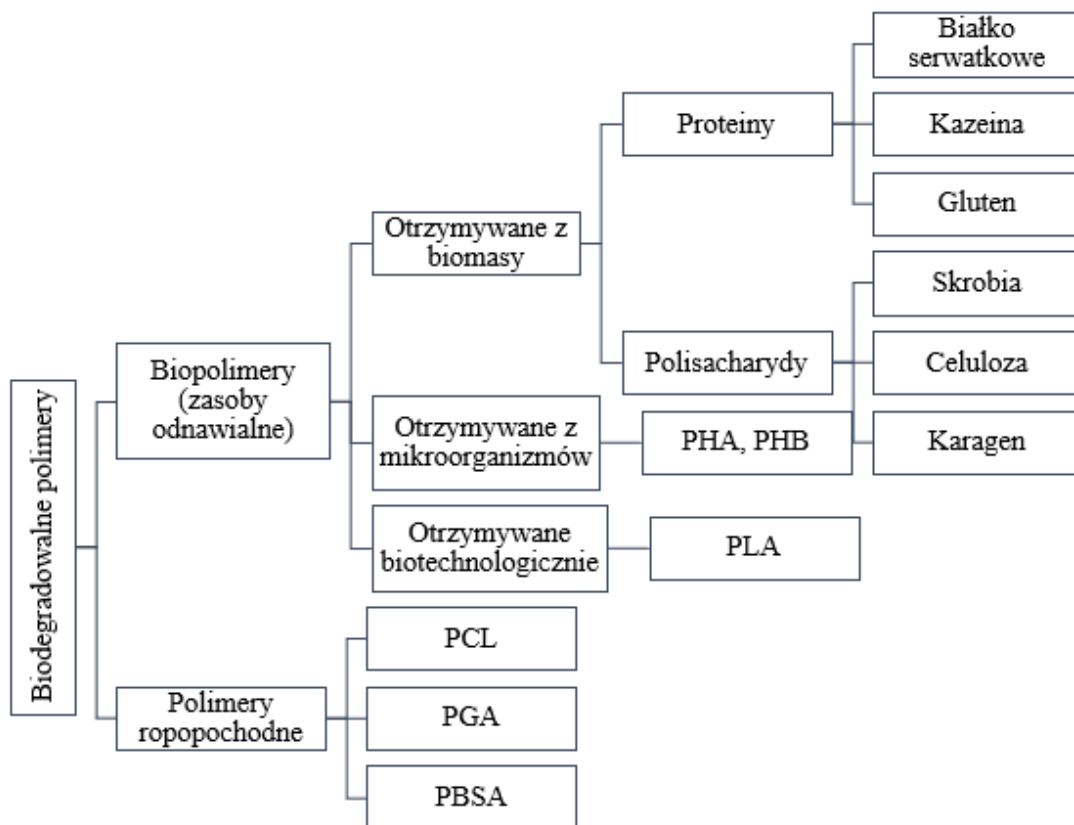 Biodegradowalne polimery
Biopolimery
(zasoby
odnawialne)
Otrzymywane z
biomasy
Proteiny
Białko
serwatkowe
Kazeina
Gluten
Polisacharydy
Skrobia
Celuloza
Karagen
Otrzymywane z
mikroorganizmów
PHA, PHB
Otrzymywane
biotechnologicznie
PLA
Polimery
ropopochodne
PCL
PGA
PBSA